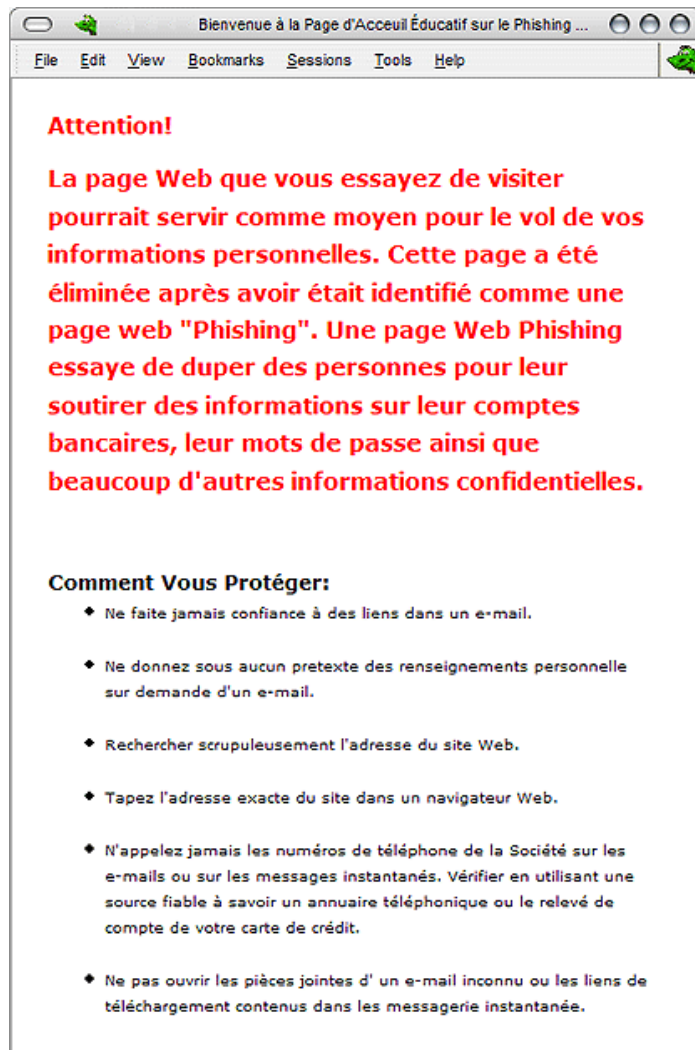 Bienvenue à la Page d'Acceuil Éducatif sur le Phishing ...
File Edit View Bookmarks Sessions Tools Help
Attention!
La page Web que vous essayez de visiter
pourrait servir comme moyen pour le vol de vos
informations personnelles. Cette page a été
éliminée après avoir était identifié comme une
page web "Phishing". Une page Web Phishing
essaye de duper des personnes pour leur
soutirer des informations sur leur comptes
bancaires, leur mots de passe ainsi que
beaucoup d'autres informations confidentielles.
Comment Vous Protéger:
Ne faite jamais confiance à des liens dans un e-mail.
Ne donnez sous aucun pretexte des renseignements personnelle
sur demande d'un e-mail.
Rechercher scrupuleusement l'adresse du site Web.
Tapez l'adresse exacte du site dans un navigateur Web.
N'appelez jamais les numéros de téléphone de la Société sur les
e-mails ou sur les messages instantanés. Vérifier en utilisant une
source fiable à savoir un annuaire téléphonique ou le relevé de
compte de votre carte de crédit.
Ne pas ouvrir les pièces jointes d' un e-mail inconnu ou les liens de
téléchargement contenus dans les messagerie instantanée.